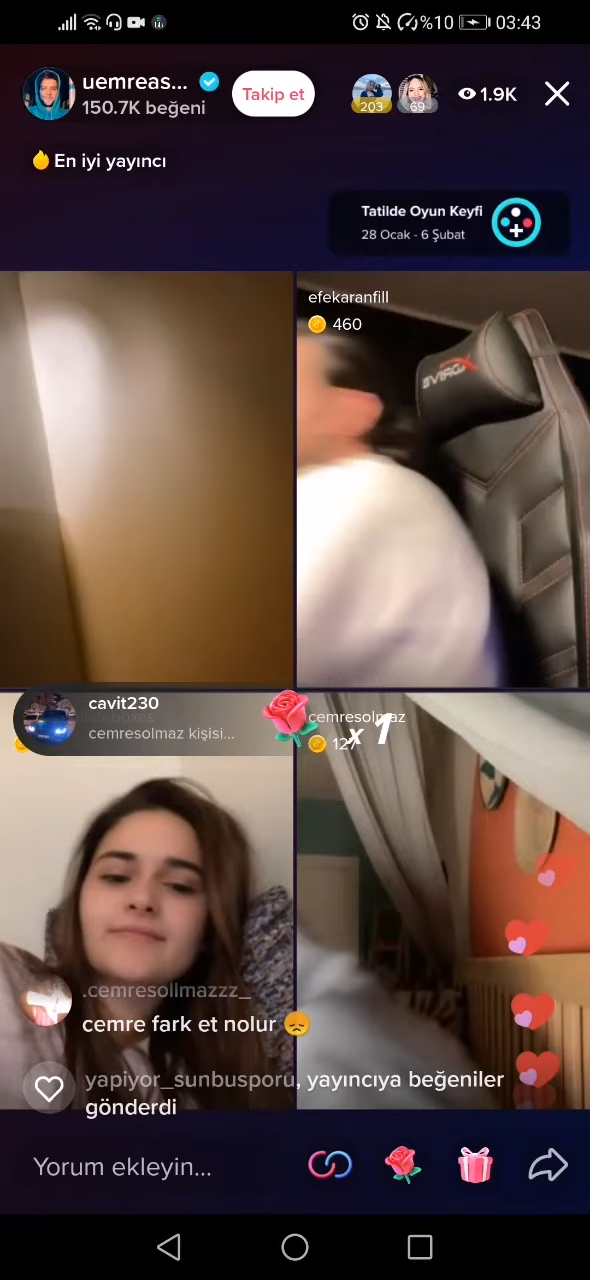 %10
03:43
uemreas...
150.7K beğeni
Takip et
203
69
1.9K
En iyi yayıncı
Tatilde Oyun Keyfi
28 Ocak - 6 Şubat
efekaranfill
460
cavit230
cemresolmaz kişisi...
x 1
cemresolmaz
.cemresollmazzz_
cemre fark et nolur 😞
yapiyor_sunbusporu, yayıncıya beğeniler
gönderdi
Yorum ekleyin...